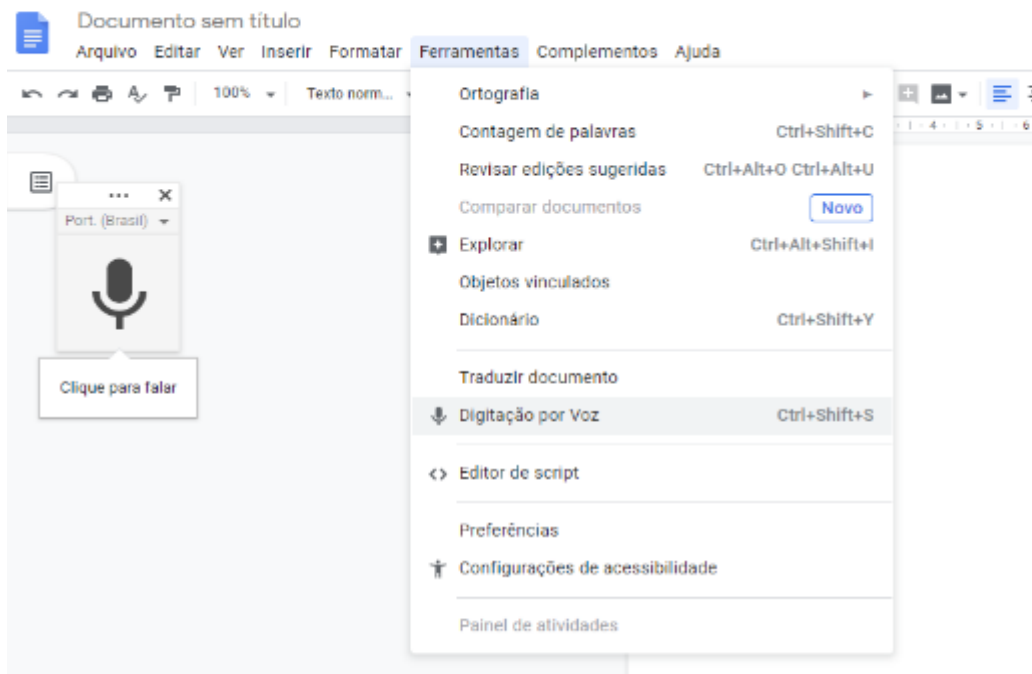 Documento sem título
Arquivo Editar Ver Inserir Formatar Ferramentas Complementos Ajuda
100% Texto norm...
4 5 6
Port. (Brasil)
Clique para falar
Ortografia
Contagem de palavras Ctrl+Shift+C
Revisar edições sugeridas Ctrl+Alt+O Ctrl+Alt+U
Comparar documentos Novo
Explorar Ctrl+Alt+Shift+I
Objetos vinculados
Dicionário Ctrl+Shift+Y
Traduzir documento
Digitação por Voz Ctrl+Shift+S
Editor de script
Preferências
Configurações de acessibilidade
Painel de atividades